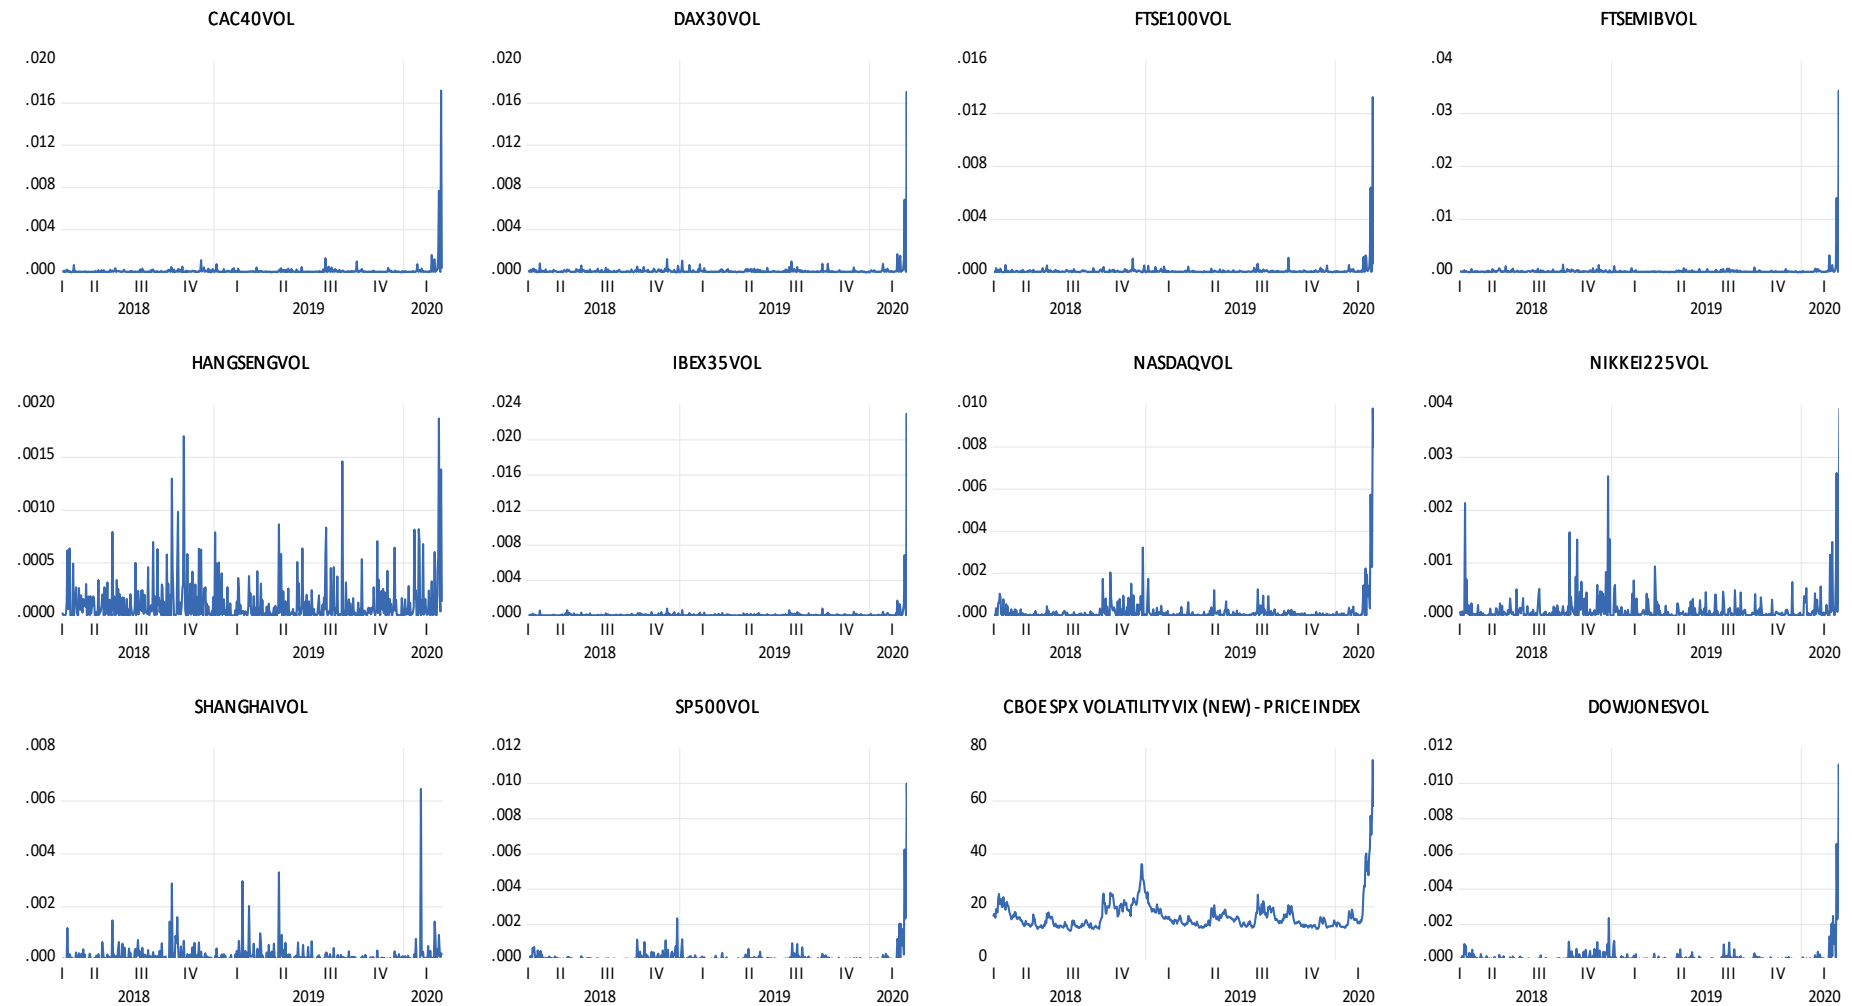 CAC40VOL
.020
.016
.012
.008
.004
.000
I II III IV I II III IV I
2018 2019 2020
DAX30VOL
.020
.016
.012
.008
.004
.000
I II III IV I II III IV I
2018 2019 2020
FTSE100VOL
.016
.012
.008
.004
.000
I II III IV I II III IV I
2018 2019 2020
FTSEMIBVOL
.04
.03
.02
.01
.00
I II III IV I II III IV I
2018 2019 2020
HANGSENGVOL
.0020
.0015
.0010
.0005
.0000
I II III IV I II III IV I
2018 2019 2020
IBEX35VOL
.024
.020
.016
.012
.008
.004
.000
I II III IV I II III IV I
2018 2019 2020
NASDAQVOL
.010
.008
.006
.004
.002
.000
I II III IV I II III IV I
2018 2019 2020
NIKKEI225VOL
.004
.003
.002
.001
.000
I II III IV I II III IV I
2018 2019 2020
SHANGHAIVOL
.008
.006
.004
.002
.000
I II III IV I II III IV I
2018 2019 2020
SP500VOL
.012
.010
.008
.006
.004
.002
.000
I II III IV I II III IV I
2018 2019 2020
CBOE SPX VOLATILITY VIX (NEW) - PRICE INDEX
80
60
40
20
0
I II III IV I II III IV I
2018 2019 2020
DOWJONESVOL
.012
.010
.008
.006
.004
.002
.000
I II III IV I II III IV I
2018 2019 2020